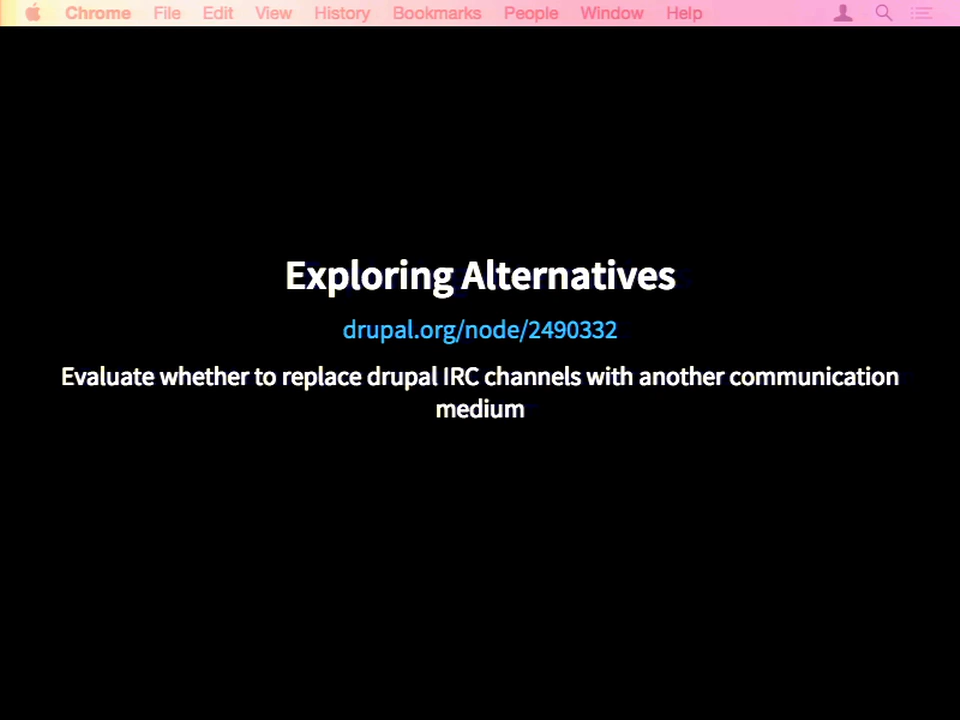 Chrome File Edit View History Bookmarks People Window Help
Exploring Alternatives
drupal.org/node/2490332
Evaluate whether to replace drupal IRC channels with another communication
medium